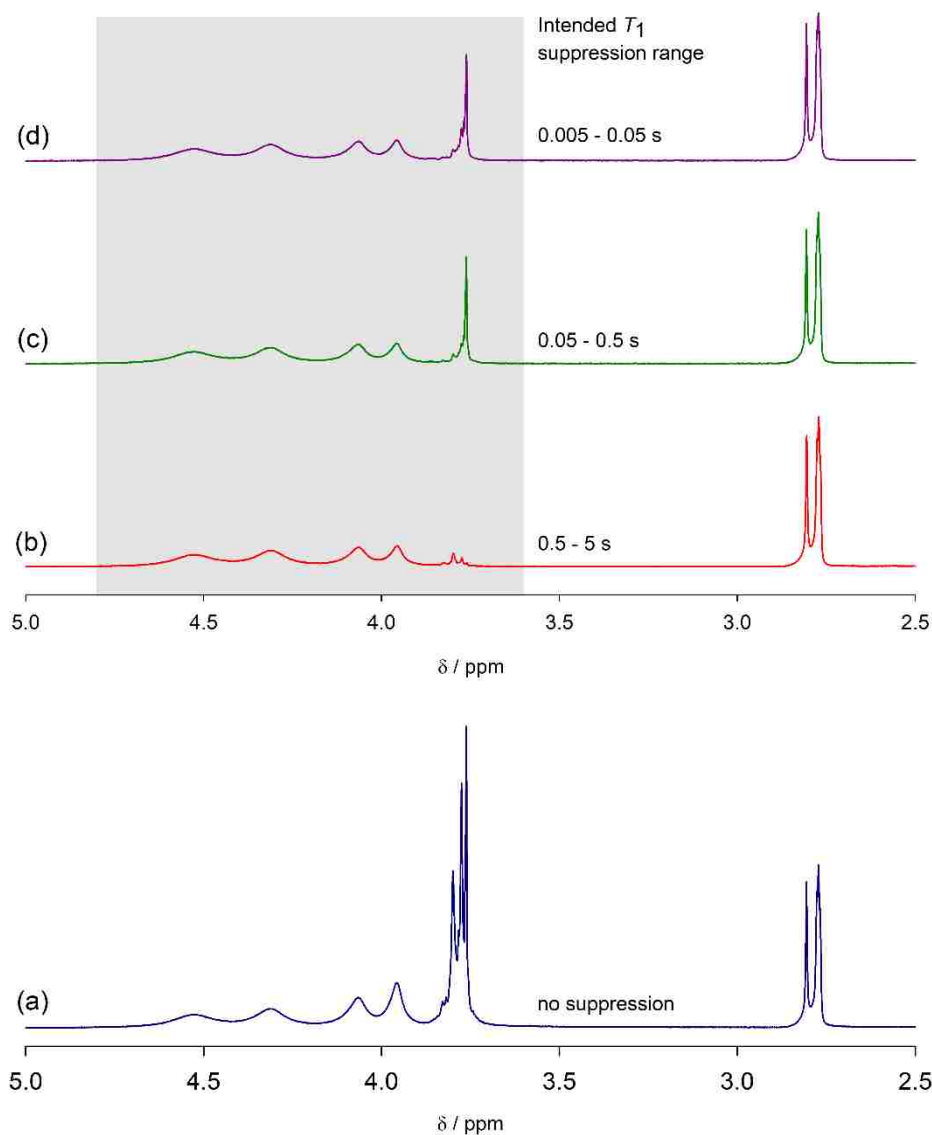 Intended T1
suppression range
(d)
0.005 - 0.05 s
(c)
0.05 - 0.5 s
(b)
0.5 - 5 s
5.0 4.5 4.0 3.5 3.0 2.5
δ / ppm
(a)
no suppression
5.0 4.5 4.0 3.5 3.0 2.5
δ / ppm